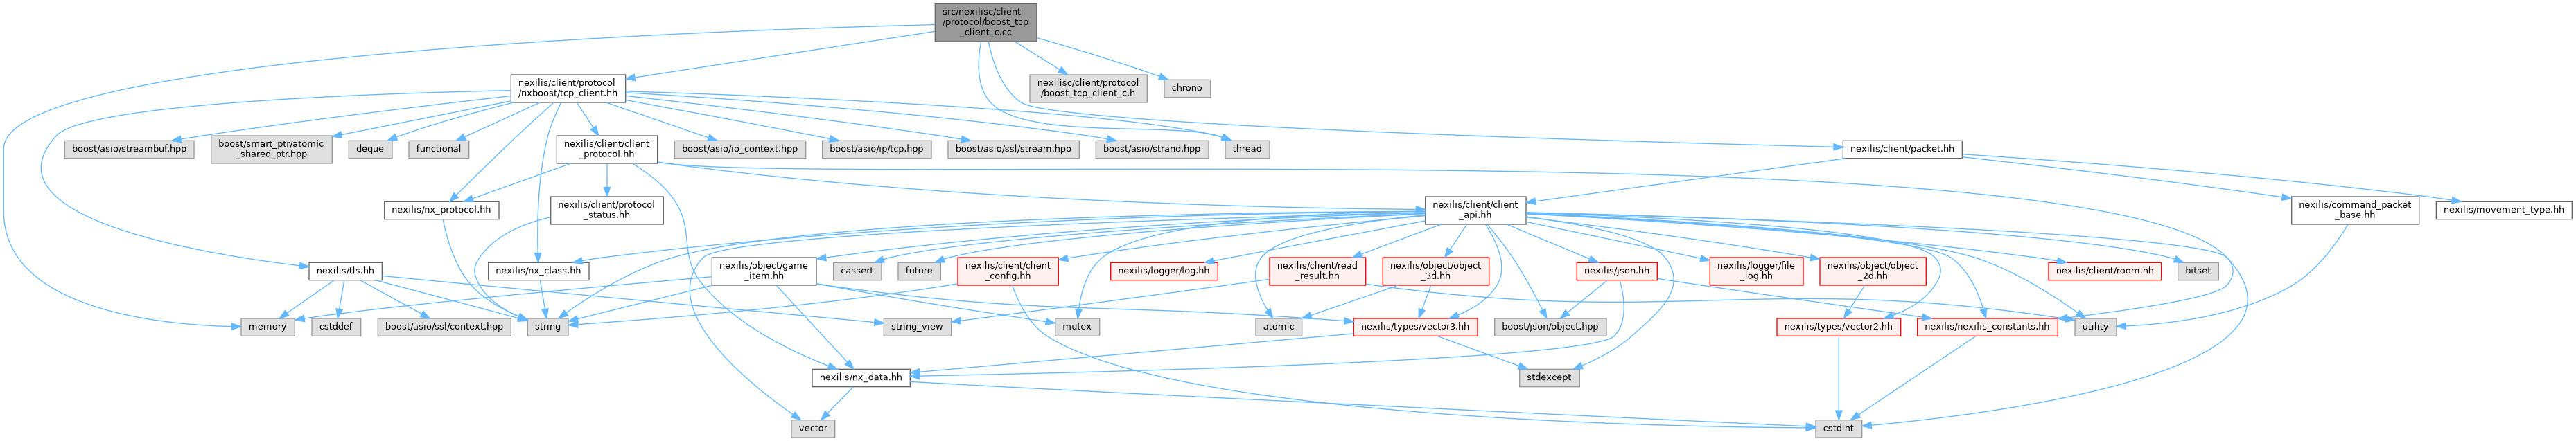 src/nexilisc/client
/protocol/boost_tcp
_client_c.cc
nexilis/client/protocol
/nxboost/tcp_client.hh
nexilisc/client/protocol
/boost_tcp_client_c.h
chrono
boost/asio/streambuf.hpp
boost/smart_ptr/atomic
_shared_ptr.hpp
deque
functional
nexilis/client/client
_protocol.hh
boost/asio/io_context.hpp
boost/asio/ip/tcp.hpp
boost/asio/ssl/stream.hpp
boost/asio/strand.hpp
thread
nexilis/client/packet.hh
nexilis/nx_protocol.hh
nexilis/client/protocol
_status.hh
nexilis/client/client
_api.hh
nexilis/command_packet
_base.hh
nexilis/movement_type.hh
nexilis/tls.hh
nexilis/nx_class.hh
nexilis/object/game
_item.hh
cassert
future
nexilis/client/client
_config.hh
nexilis/logger/log.hh
nexilis/client/read
_result.hh
nexilis/object/object
_3d.hh
nexilis/json.hh
nexilis/logger/file
_log.hh
nexilis/object/object
_2d.hh
nexilis/client/room.hh
bitset
memory
cstddef
boost/asio/ssl/context.hpp
string
string_view
mutex
atomic
nexilis/types/vector3.hh
boost/json/object.hpp
nexilis/types/vector2.hh
nexilis/nexilis_constants.hh
utility
nexilis/nx_data.hh
stdexcept
vector
cstdint